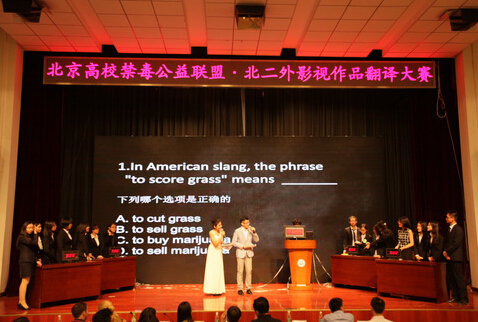 北京高校禁毒公益联盟·北二外影视作品翻译大赛
1.In American slang, the phrase
"to score grass" means ________
下列哪个选项是正确的
A. to cut grass
B. to sell grass
C. to buy marijuana
D. to sell marijua